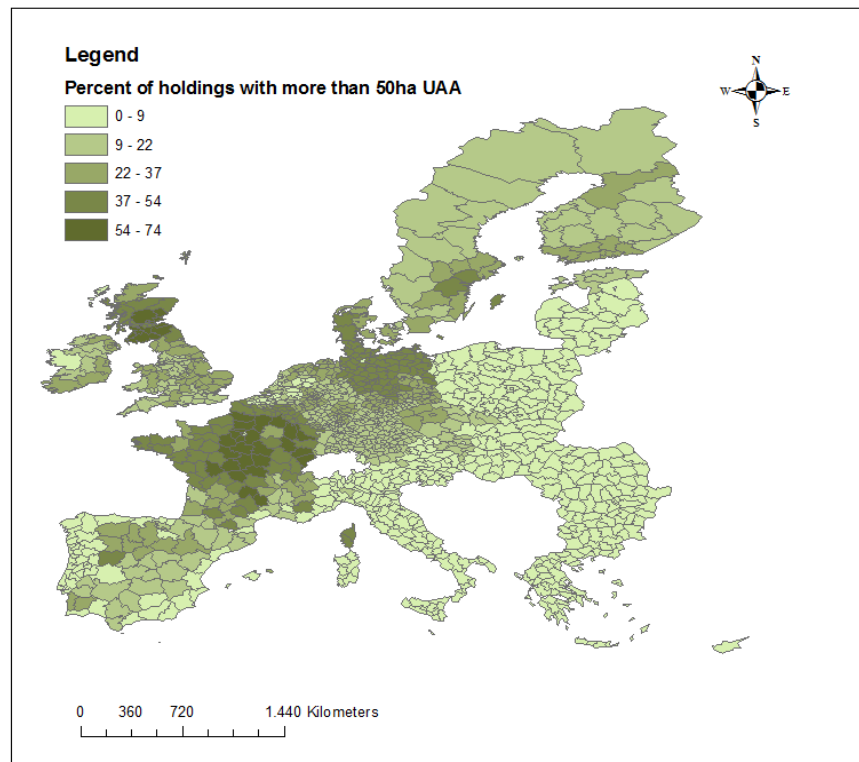 Legend
Percent of holdings with more than 50ha UAA
0 - 9
9 - 22
22 - 37
37 - 54
54 - 74
N
W E
S
0 360 720 1.440 Kilometers